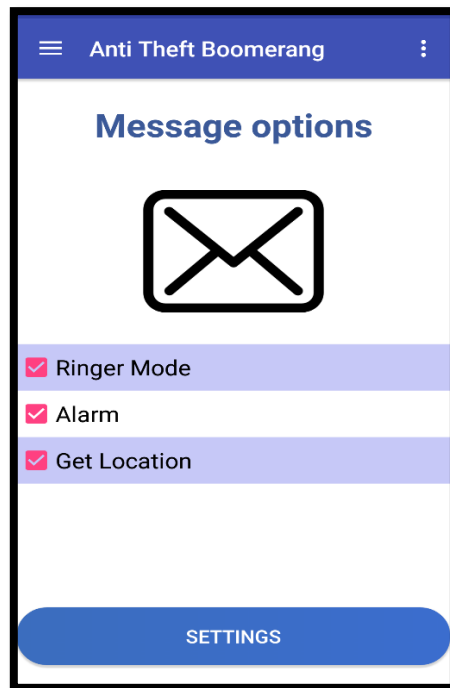 Anti Theft Boomerang
Message options
Ringer Mode
Alarm
Get Location
SETTINGS